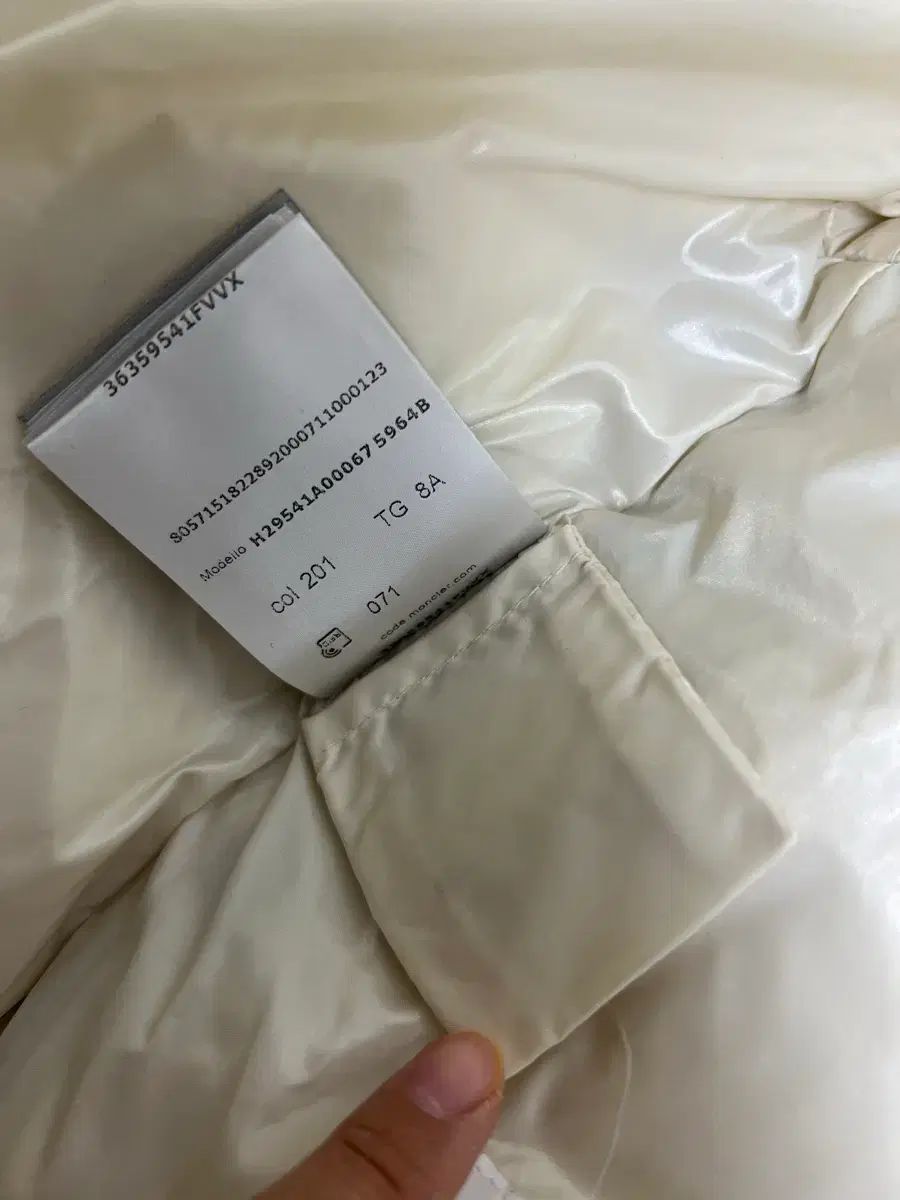 36359541FVVX
8057151822892000711000123
Modello H29541A00067 5964B
col 201 TG 8A
071
code.moncler.com